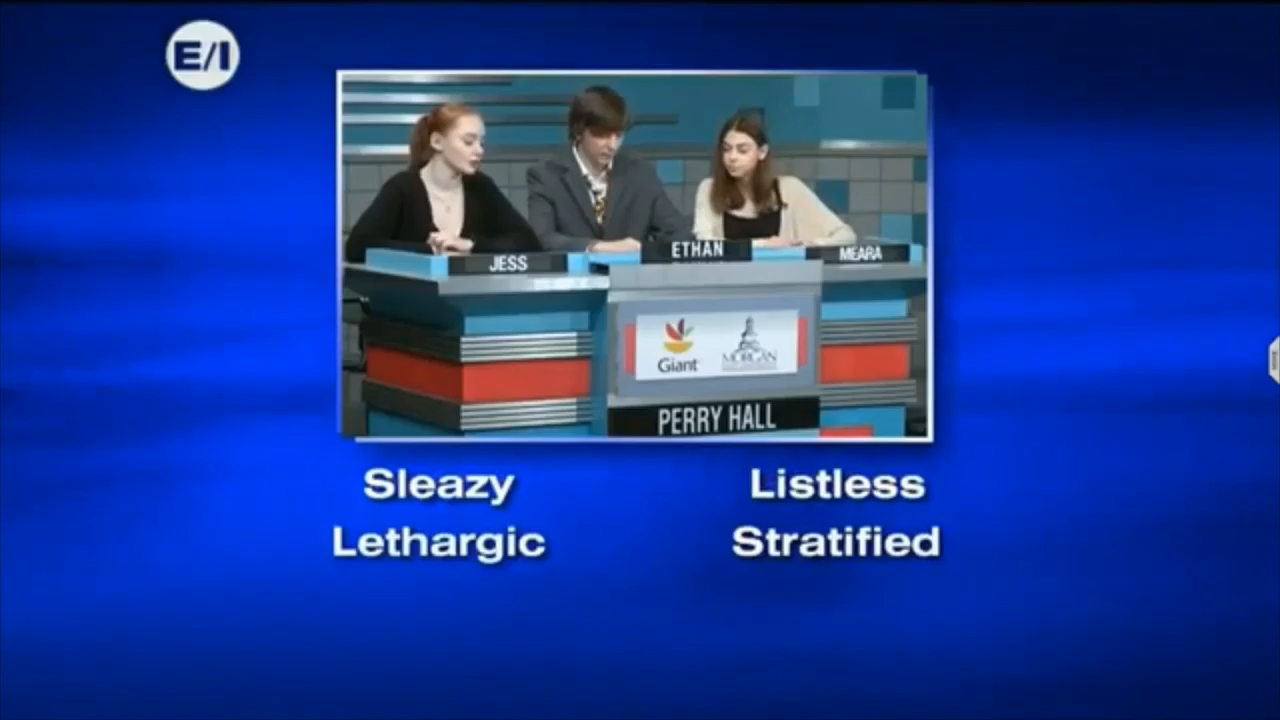 E/I
JESS
ETHAN
MEARA
Giant
MORGAN
PERRY HALL
Sleazy
Listless
Lethargic
Stratified